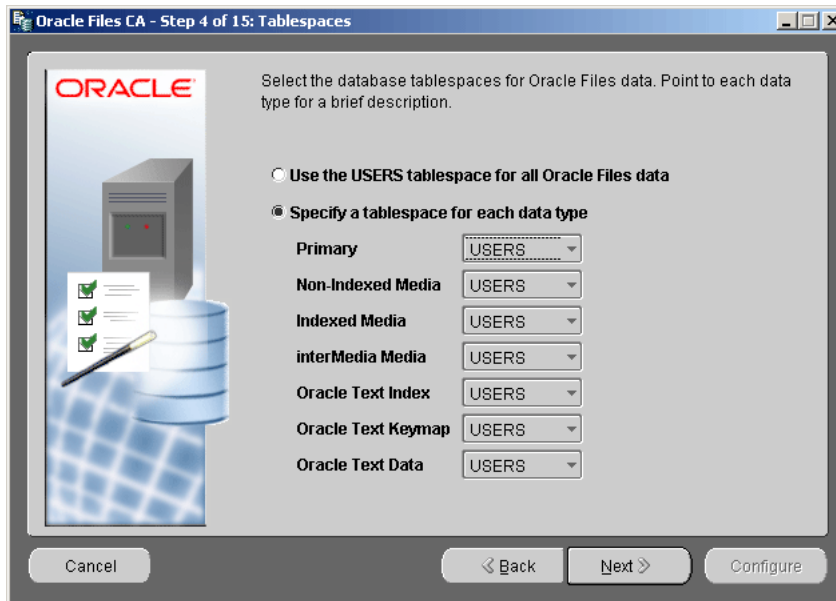 Oracle Files CA - Step 4 of 15: Tablespaces
ORACLE
Select the database tablespaces for Oracle Files data. Point to each data
type for a brief description.
Use the USERS tablespace for all Oracle Files data
Specify a tablespace for each data type
Primary USERS
Non-Indexed Media USERS
Indexed Media USERS
interMedia Media USERS
Oracle Text Index USERS
Oracle Text Keymap USERS
Oracle Text Data USERS
Cancel Back Next Configure